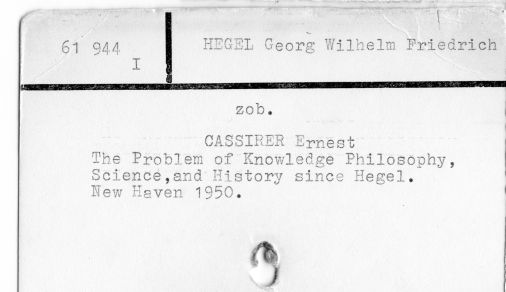 61 944 HEGEL Georg Wilhelm Friedrich
I
zob.
CASSIRER Ernest
The Problem of Knowledge Philosophy,
Science,and History since Hegel.
New Haven 1950.